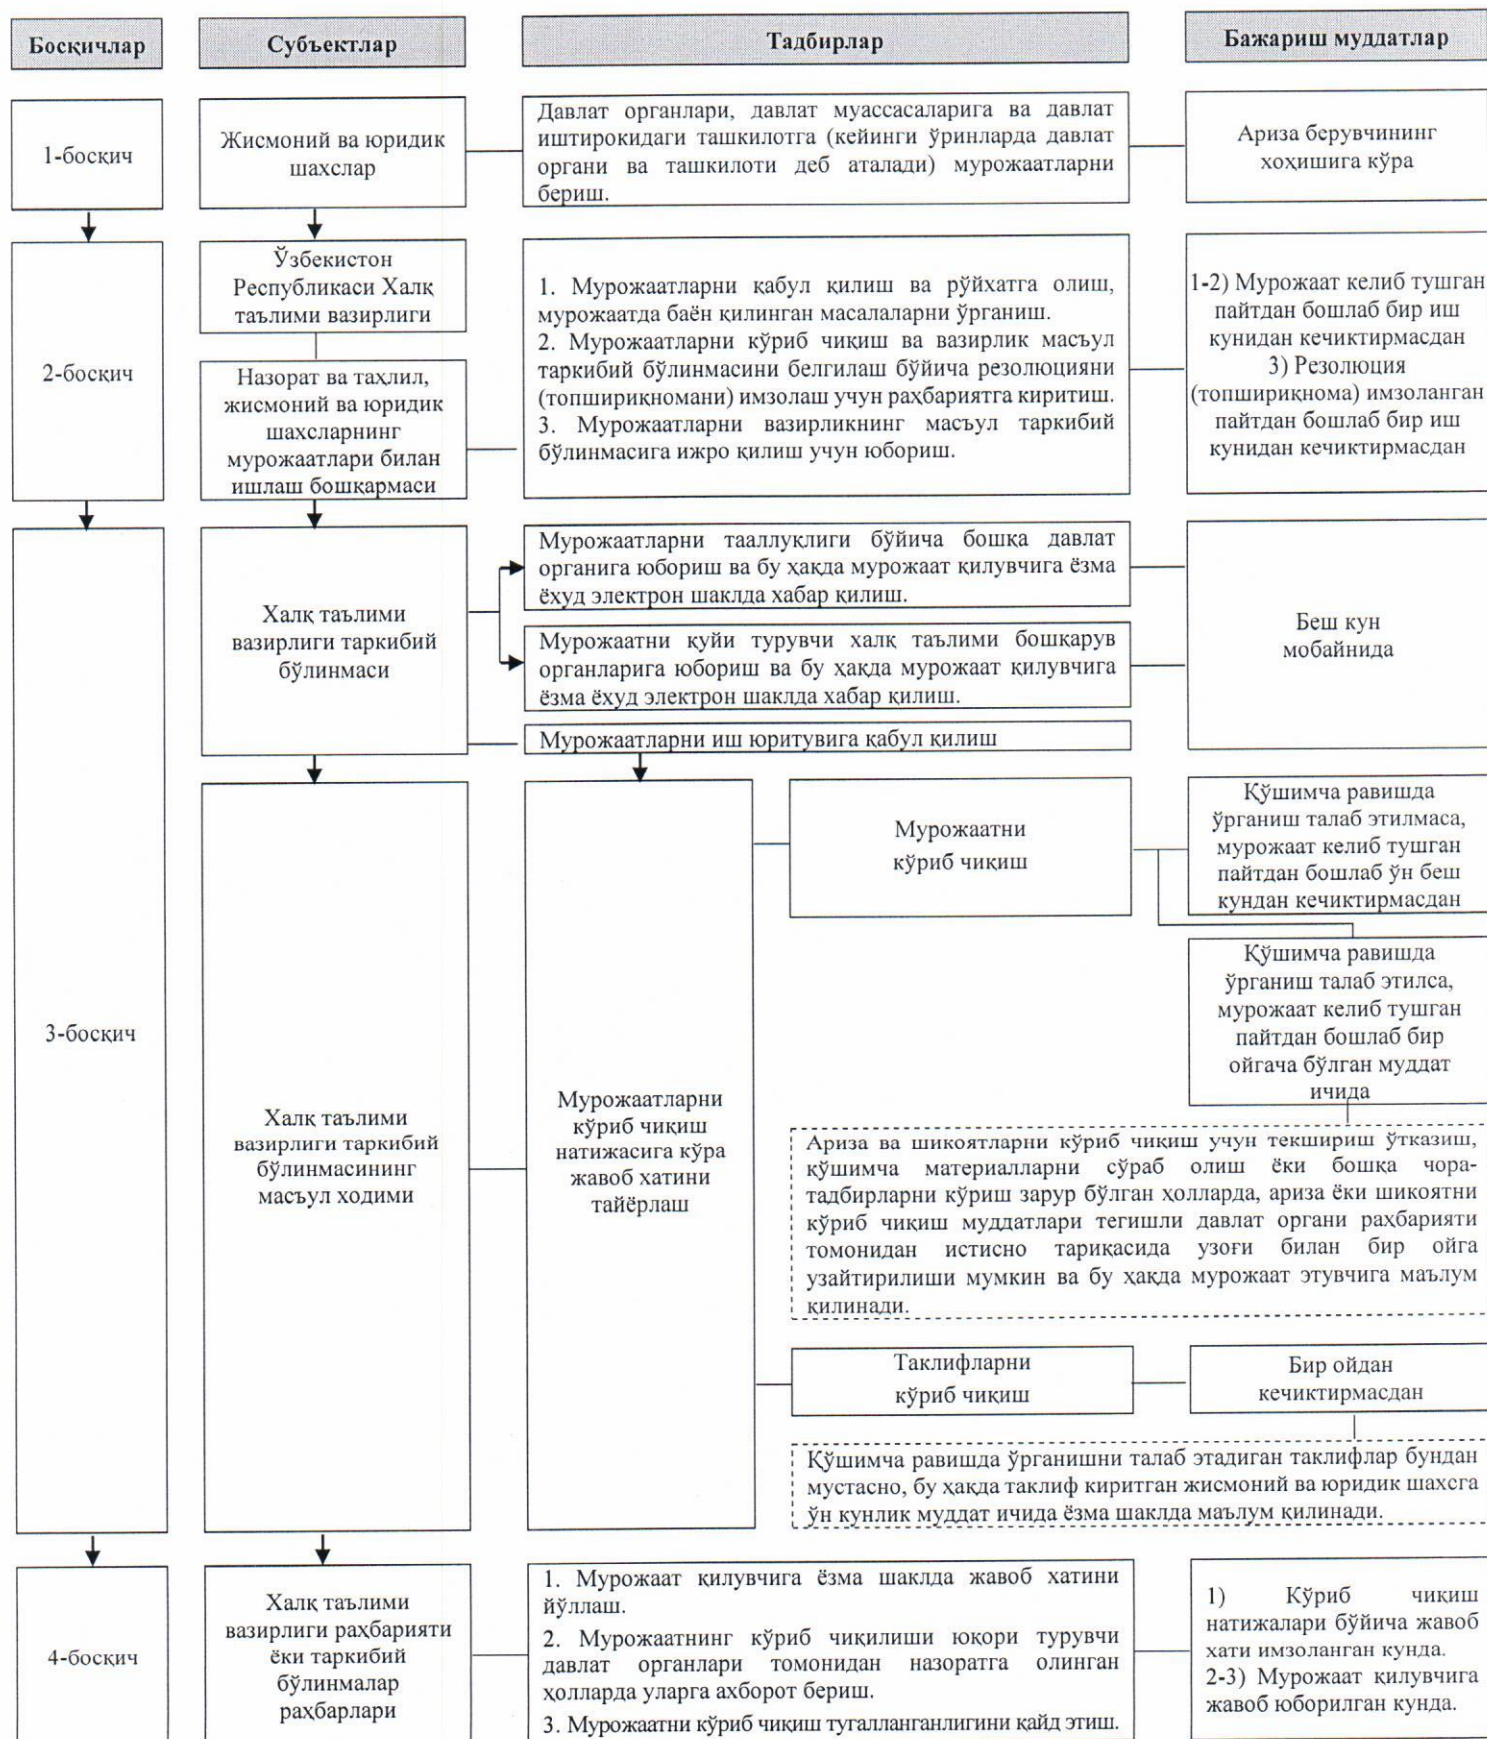 Босқичлар
Субъектлар
Тадбирлар
Бажариш муддатлар
1-босқич
Жисмоний ва юридик
шахслар
Давлат органлари, давлат муассасаларига ва давлат
иштирокидаги ташкилотга (кейинги ўринларда давлат
органи ва ташкилоти деб аталади) мурожаатларни
бериш.
Ариза берувчининг
хоҳишига кўра
2-босқич
Ўзбекистон
Республикаси Халқ
таълими вазирлиги
Назорат ва таҳлил,
жисмоний ва юридик
шахсларнинг
мурожаатлари билан
ишлаш бошқармаси
1. Мурожаатларни қабул қилиш ва рўйхатга олиш,
мурожаатда баён қилинган масалаларни ўрганиш.
2. Мурожаатларни кўриб чиқиш ва вазирлик масъул
таркибий бўлинмасини белгилаш бўйича резолюцияни
(топшириқномани) имзолаш учун раҳбариятга киритиш.
3. Мурожаатларни вазирликнинг масъул таркибий
бўлинмасига ижро қилиш учун юбориш.
1-2) Мурожаат келиб тушган
пайтдан бошлаб бир иш
кунидан кечиктирмасдан
3) Резолюция
(топшириқнома) имзоланган
пайтдан бошлаб бир иш
кунидан кечиктирмасдан
3-босқич
Халқ таълими
вазирлиги таркибий
бўлинмаси
Мурожаатларни тааллуқлиги бўйича бошқа давлат
органига юбориш ва бу ҳақда мурожаат қилувчига ёзма
ёхуд электрон шаклда хабар қилиш.
Мурожаатни қуйи турувчи халқ таълими бошқарув
органларига юбориш ва бу ҳақда мурожаат қилувчига
ёзма ёхуд электрон шаклда хабар қилиш.
Мурожаатларни иш юритувига қабул қилиш
Беш кун
мобайнида
Халқ таълими
вазирлиги таркибий
бўлинмасининг
масъул ходими
Мурожаатларни
кўриб чиқиш
натижасига кўра
жавоб хатини
тайёрлаш
Мурожаатни
кўриб чиқиш
Қўшимча равишда
ўрганиш талаб этилмаса,
мурожаат келиб тушган
пайтдан бошлаб ўн беш
кундан кечиктирмасдан
Қўшимча равишда
ўрганиш талаб этилса,
мурожаат келиб тушган
пайтдан бошлаб бир
ойгача бўлган муддат
ичида
Ариза ва шикоятларни кўриб чиқиш учун текшириш ўтказиш,
қўшимча материалларни сўраб олиш ёки бошқа чора-
тадбирларни кўриш зарур бўлган ҳолларда, ариза ёки шикоятни
кўриб чиқиш муддатлари тегишли давлат органи раҳбарияти
томонидан истисно тариқасида узоғи билан бир ойга
узайтирилиши мумкин ва бу ҳақда мурожаат этувчига маълум
қилинади.
Таклифларни
кўриб чиқиш
Бир ойдан
кечиктирмасдан
Қўшимча равишда ўрганишни талаб этадиган таклифлар бундан
мустасно, бу ҳақда таклиф киритган жисмоний ва юридик шахсга
ўн кунлик муддат ичида ёзма шаклда маълум қилинади.
4-босқич
Халқ таълими
вазирлиги раҳбарияти
ёки таркибий
бўлинмалар
раҳбарлари
1. Мурожаат қилувчига ёзма шаклда жавоб хатини
йўллаш.
2. Мурожаатнинг кўриб чиқилиши юқори турувчи
давлат органлари томонидан назоратга олинган
ҳолларда уларга ахборот бериш.
3. Мурожаатни кўриб чиқиш тугалланганлигини қайд этиш.
1) Кўриб чиқиш
натижалари бўйича жавоб
хати имзоланган кунда.
2-3) Мурожаат қилувчига
жавоб юборилган кунда.